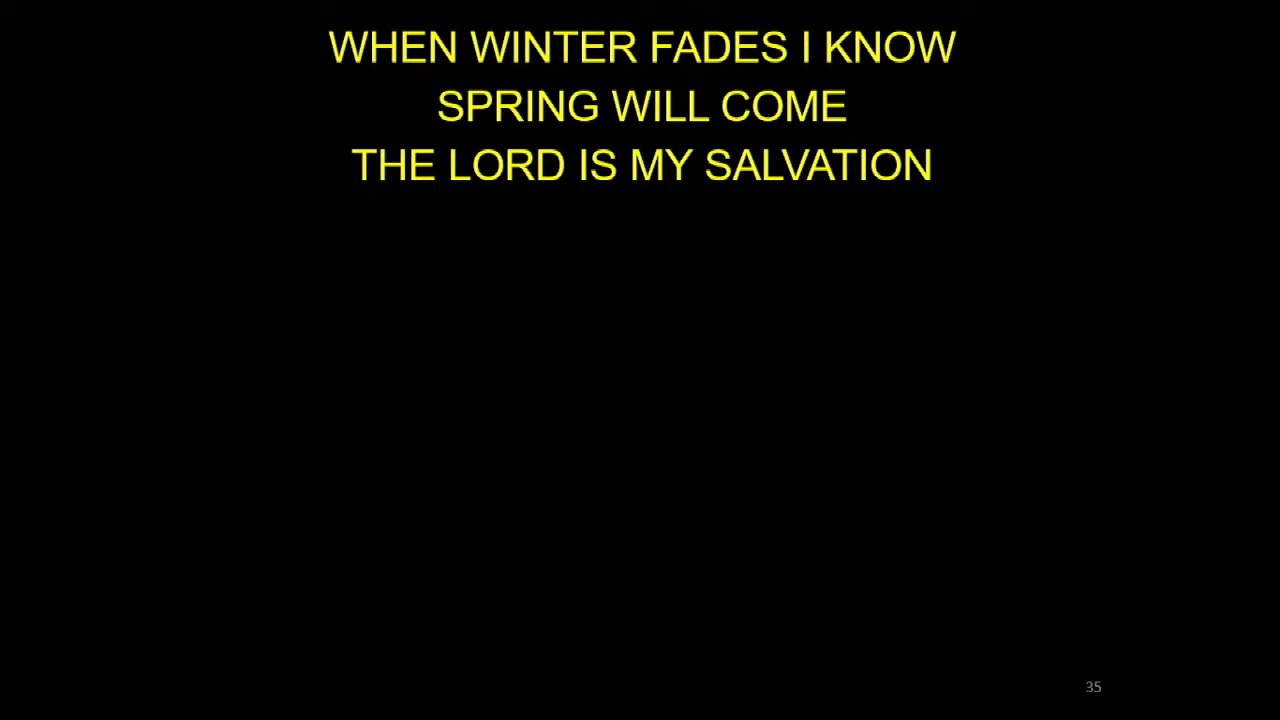 WHEN WINTER FADES I KNOW
SPRING WILL COME
THE LORD IS MY SALVATION
35